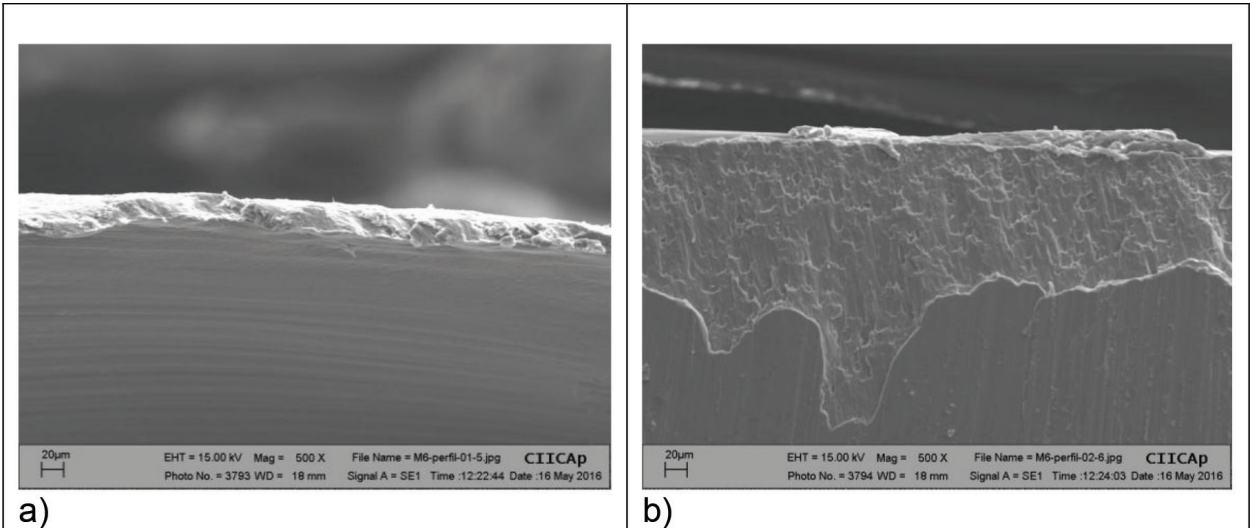 20µm
EHT = 15.00 kV Mag = 500 X File Name = M6-perfil-01-5.jpg CIICAp
Photo No. = 3793 WD = 18 mm Signal A = SE1 Time :12:22:44 Date :16 May 2016
a)
20µm
EHT = 15.00 kV Mag = 500 X File Name = M6-perfil-02-6.jpg CIICAp
Photo No. = 3794 WD = 18 mm Signal A = SE1 Time :12:24:03 Date :16 May 2016
b)